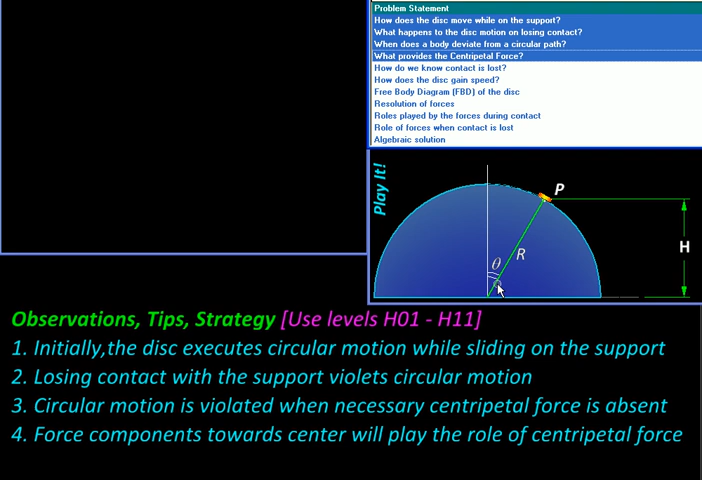 Problem Statement
How does the disc move while on the support?
What happens to the disc motion on losing contact?
When does a body deviate from a circular path?
What provides the Centripetal Force?
How do we know contact is lost?
How does the disc gain speed?
Free Body Diagram (FBD) of the disc
Resolution of forces
Roles played by the forces during contact
Role of forces when contact is lost
Algebraic solution
Play It!
P
H
R
θ
Observations, Tips, Strategy [Use levels H01 - H11]
1. Initially,the disc executes circular motion while sliding on the support
2. Losing contact with the support violets circular motion
3. Circular motion is violated when necessary centripetal force is absent
4. Force components towards center will play the role of centripetal force